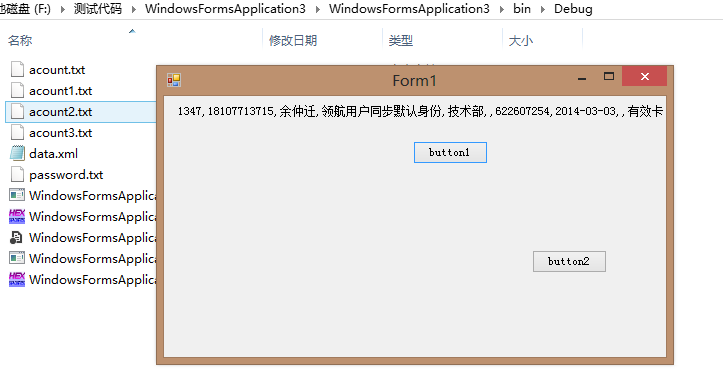 地磁盘 (F:) › 测试代码 › WindowsFormsApplication3 › WindowsFormsApplication3 › bin › Debug
名称 修改日期 类型 大小
acount.txt
acount1.txt
acount2.txt
acount3.txt
data.xml
password.txt
WindowsFormsApplica
WindowsFormsApplica
WindowsFormsApplica
WindowsFormsApplica
WindowsFormsApplica
Form1
1347,18107713715,余仲迁,领航用户同步默认身份,技术部,,622607254,2014-03-03,,有效卡
button1
button2